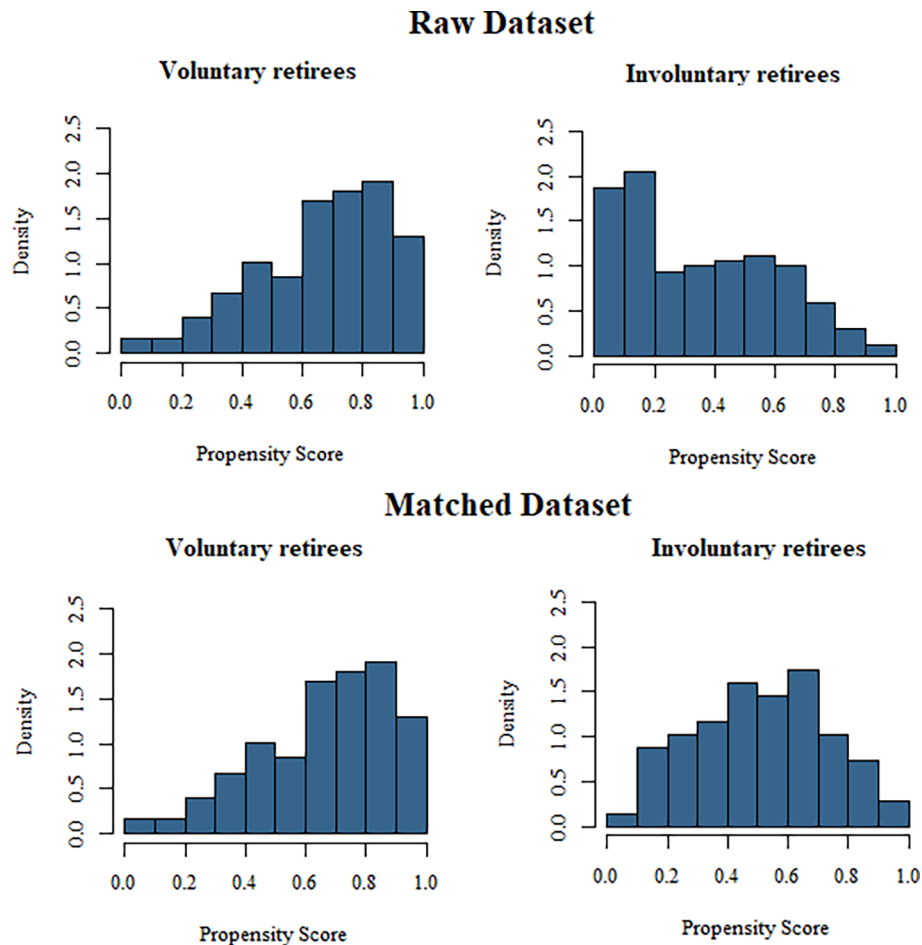 Raw Dataset
Voluntary retirees
Involuntary retirees
Density
0.0 0.5 1.0 1.5 2.0 2.5
0.0 0.2 0.4 0.6 0.8 1.0
Propensity Score
Density
0.0 0.5 1.0 1.5 2.0 2.5
0.0 0.2 0.4 0.6 0.8 1.0
Propensity Score
Matched Dataset
Voluntary retirees
Involuntary retirees
Density
0.0 0.5 1.0 1.5 2.0 2.5
0.0 0.2 0.4 0.6 0.8 1.0
Propensity Score
Density
0.0 0.5 1.0 1.5 2.0 2.5
0.0 0.2 0.4 0.6 0.8 1.0
Propensity Score